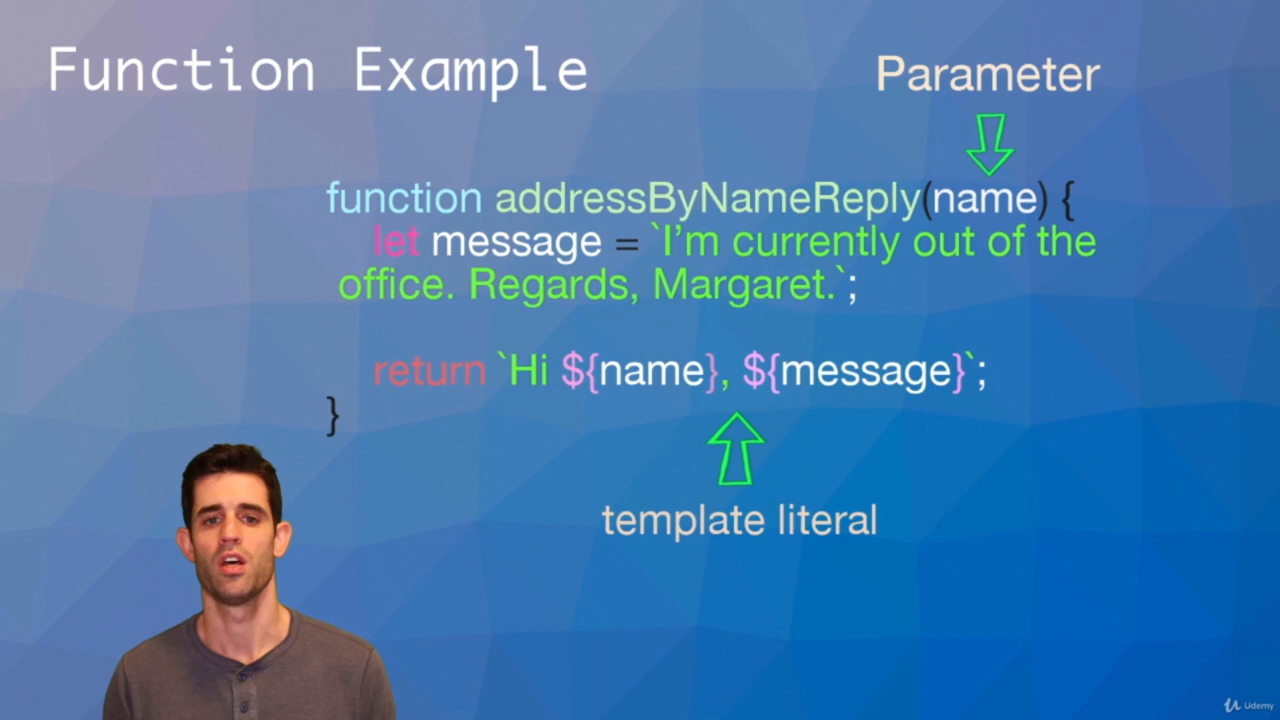 Function Example
Parameter
function addressByNameReply(name) {
let message = `I'm currently out of the
office. Regards, Margaret.`;
return `Hi ${name}, ${message}`;
}
template literal
Udemy